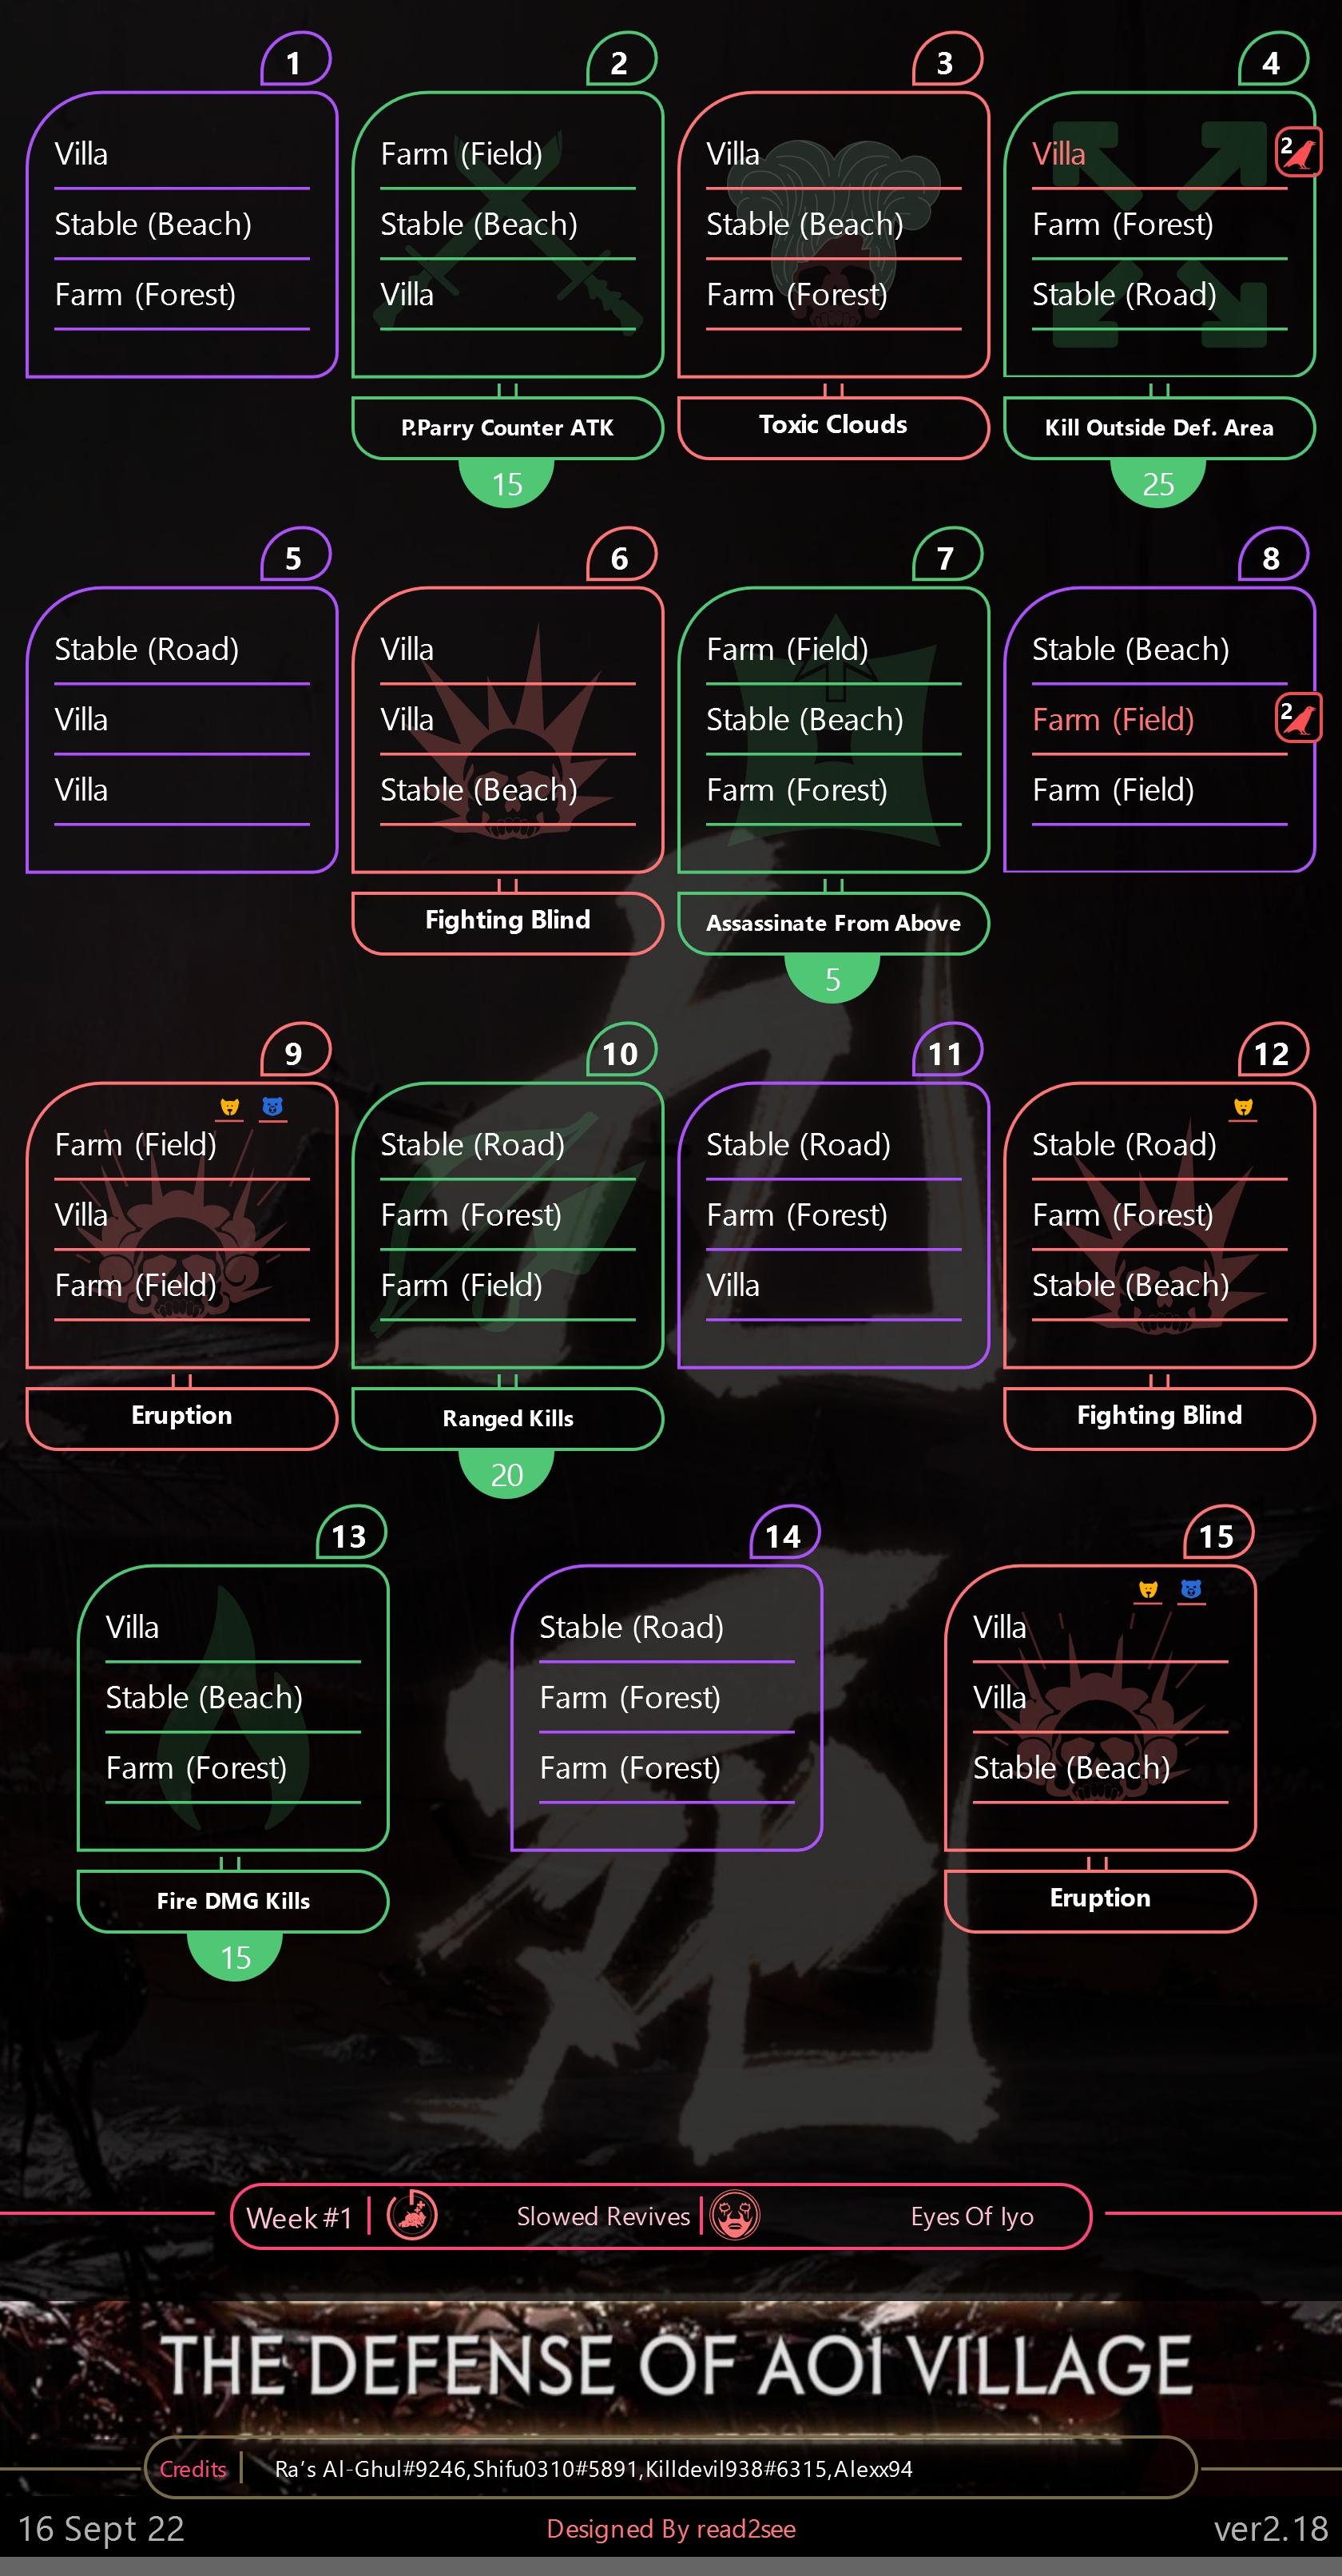 1
Villa
Stable (Beach)
Farm (Forest)
2
Farm (Field)
Stable (Beach)
Villa
P.Parry Counter ATK
15
3
Villa
Stable (Beach)
Farm (Forest)
Toxic Clouds
4
Villa
2
Farm (Forest)
Stable (Road)
Kill Outside Def. Area
25
5
Stable (Road)
Villa
Villa
6
Villa
Villa
Stable (Beach)
Fighting Blind
7
Farm (Field)
Stable (Beach)
Farm (Forest)
Assassinate From Above
5
8
Stable (Beach)
Farm (Field)
2
Farm (Field)
9
Farm (Field)
Villa
Farm (Field)
Eruption
10
Stable (Road)
Farm (Forest)
Farm (Field)
Ranged Kills
20
11
Stable (Road)
Farm (Forest)
Villa
12
Stable (Road)
Farm (Forest)
Stable (Beach)
Fighting Blind
13
Villa
Stable (Beach)
Farm (Forest)
Fire DMG Kills
15
14
Stable (Road)
Farm (Forest)
Farm (Forest)
15
Villa
Villa
Stable (Beach)
Eruption
Week #1 Slowed Revives Eyes Of Iyo
THE DEFENSE OF AOI VILLAGE
Credits Ra's Al-Ghul#9246,Shifu0310#5891,Killdevil938#6315,Alexx94
16 Sept 22 Designed By read2see ver2.18